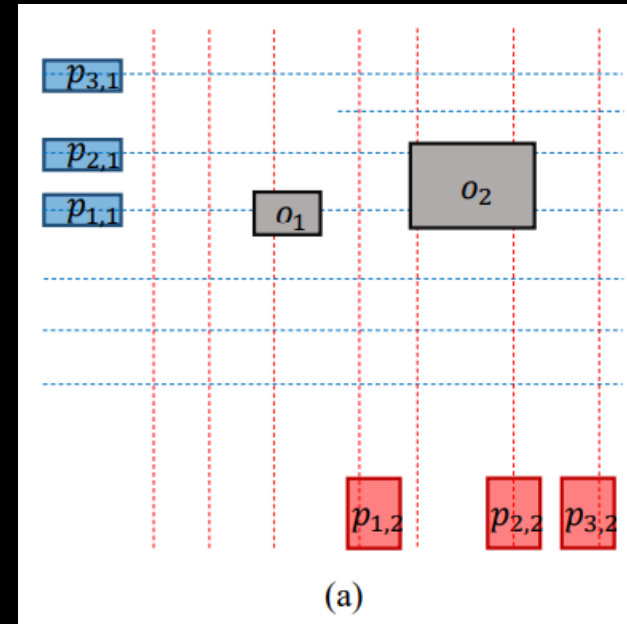 p₃,₁
p₂,₁
p₁,₁
o₁
o₂
p₁,₂ p₂,₂ p₃,₂
(a)